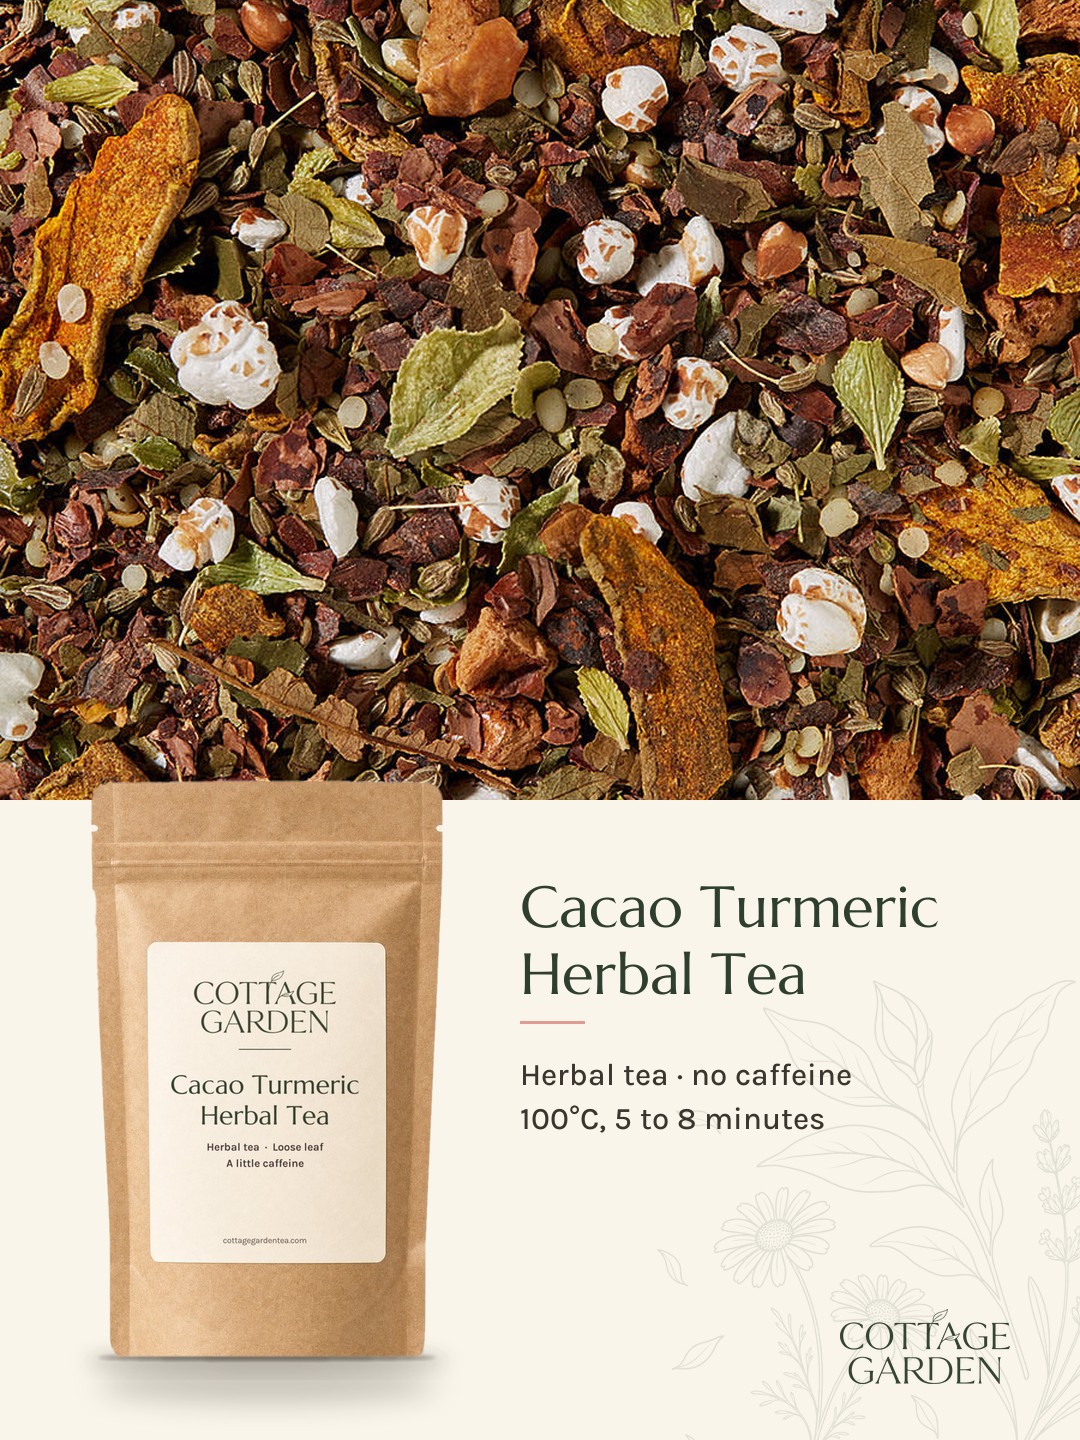 COTTAGE
GARDEN
Cacao Turmeric
Herbal Tea
Herbal tea · Loose leaf
A little caffeine
cottagegardentea.com
Cacao Turmeric
Herbal Tea
Herbal tea · no caffeine
100°C, 5 to 8 minutes
COTTAGE
GARDEN